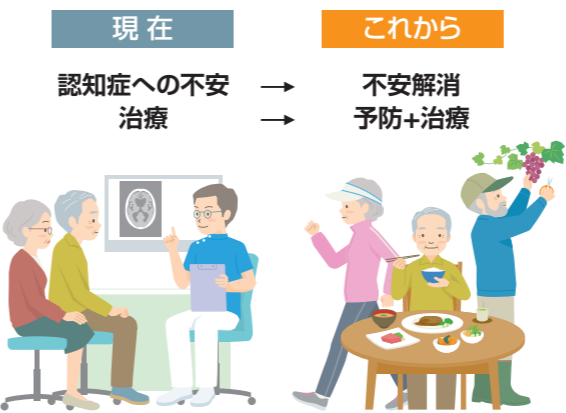 現在
これから
認知症への不安 → 不安解消
治療 → 予防+治療